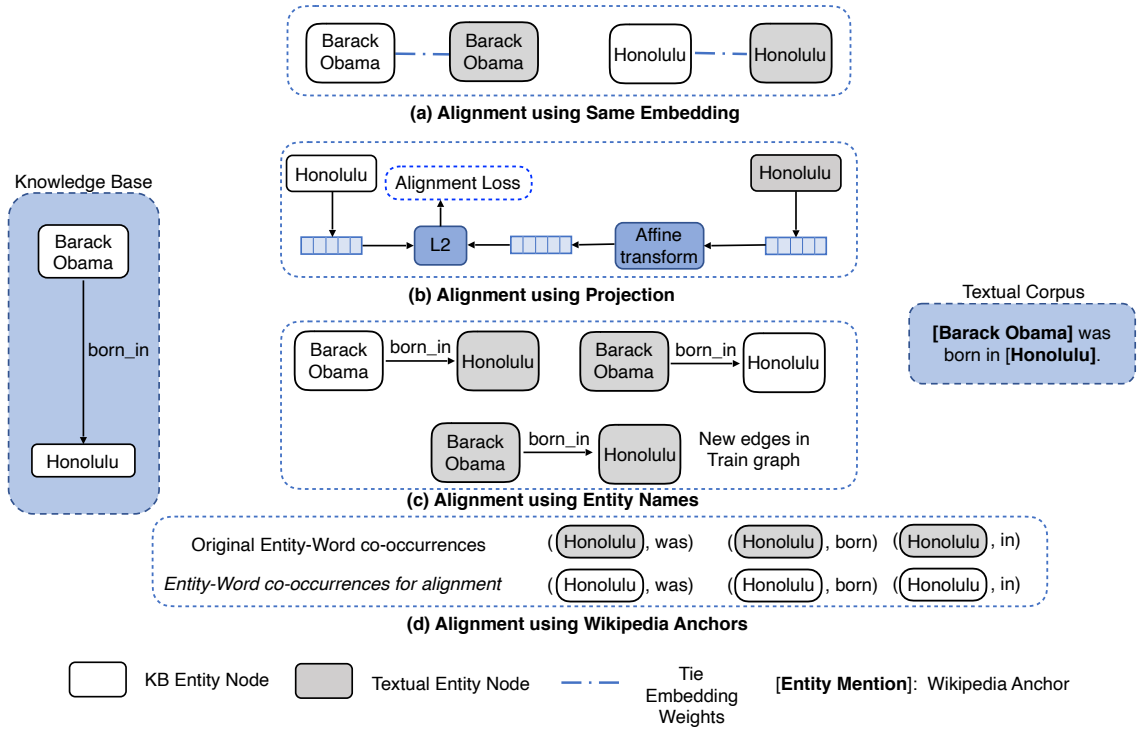 Barack
Obama
Barack
Obama
Honolulu
Honolulu
(a) Alignment using Same Embedding
Knowledge Base
Barack
Obama
born_in
Honolulu
Honolulu
Alignment Loss
Honolulu
L2
Affine
transform
(b) Alignment using Projection
Textual Corpus
[Barack Obama] was
born in [Honolulu].
Barack
Obama
born_in
Honolulu
Barack
Obama
born_in
Honolulu
Barack
Obama
born_in
Honolulu
New edges in
Train graph
(c) Alignment using Entity Names
Original Entity-Word co-occurrences (Honolulu, was) (Honolulu, born) (Honolulu, in)
Entity-Word co-occurrences for alignment (Honolulu, was) (Honolulu, born) (Honolulu, in)
(d) Alignment using Wikipedia Anchors
KB Entity Node
Textual Entity Node
Tie
Embedding
Weights
[Entity Mention]: Wikipedia Anchor